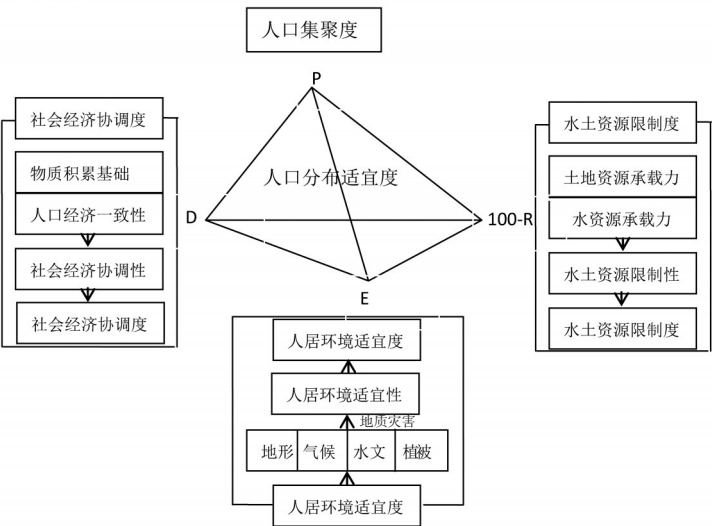 人口集聚度
P
社会经济协调度
物质积累基础
人口经济一致性
社会经济协调性
社会经济协调度
人口分布适宜度
D
100-R
E
水土资源限制度
土地资源承载力
水资源承载力
水土资源限制性
水土资源限制度
人居环境适宜度
人居环境适宜性
地质灾害
地形 气候 水文 植被
人居环境适宜度